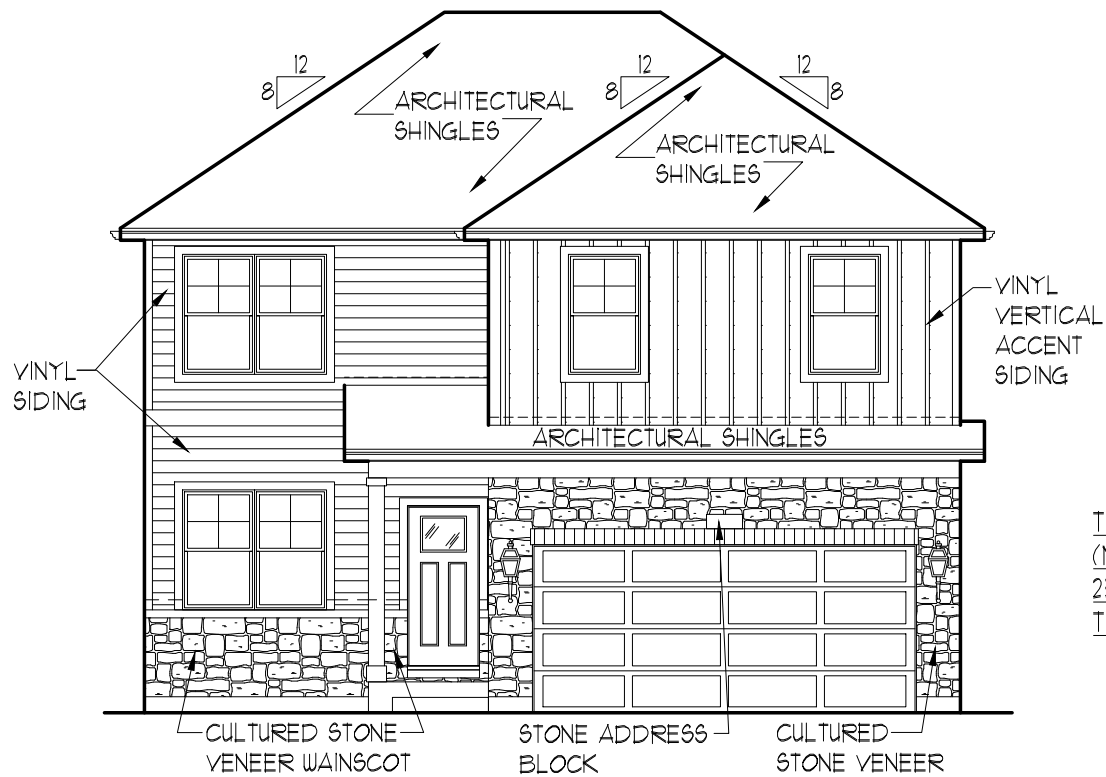 12
8
12
8
12
8
ARCHITECTURAL
SHINGLES
ARCHITECTURAL
SHINGLES
VINYL
VERTICAL
ACCENT
SIDING
VINYL
SIDING
ARCHITECTURAL SHINGLES
T
(N
2
T
CULTURED STONE
VENEER WAINSCOT
STONE ADDRESS
BLOCK
CULTURED
STONE VENEER